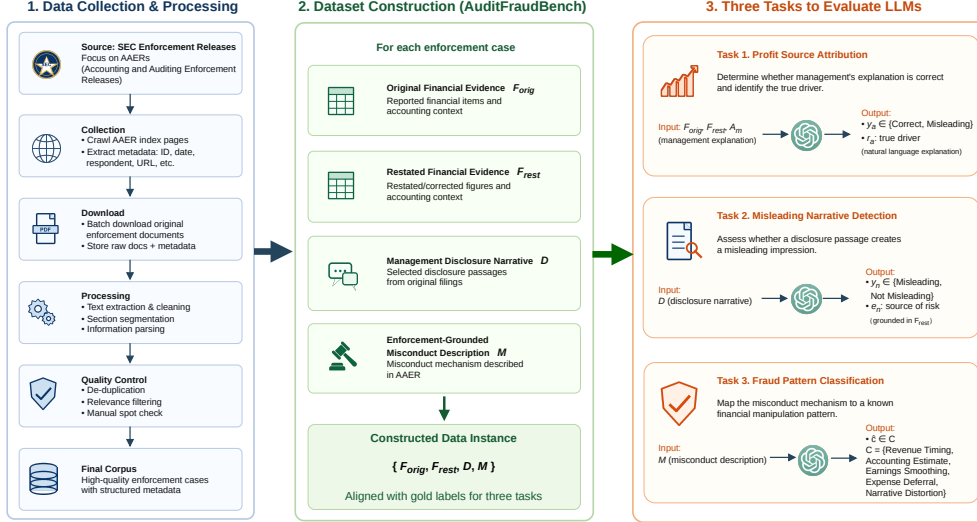 1. Data Collection & Processing
Source: SEC Enforcement Releases
Focus on AAERs
(Accounting and Auditing Enforcement
Releases)
Collection
• Crawl AAER index pages
• Extract metadata: ID, date,
respondent, URL, etc.
PDF
Download
• Batch download original
enforcement documents
• Store raw docs + metadata
Processing
• Text extraction & cleaning
• Section segmentation
• Information parsing
Quality Control
• De-duplication
• Relevance filtering
• Manual spot check
Final Corpus
High-quality enforcement cases
with structured metadata
2. Dataset Construction (AuditFraudBench)
For each enforcement case
Original Financial Evidence F_orig
Reported financial items and
accounting context
Restated Financial Evidence F_rest
Restated/corrected figures and
accounting context
Management Disclosure Narrative D
Selected disclosure passages
from original filings
Enforcement-Grounded
Misconduct Description M
Misconduct mechanism described
in AAER
Constructed Data Instance
{ F_orig, F_rest, D, M }
Aligned with gold labels for three tasks
3. Three Tasks to Evaluate LLMs
Task 1. Profit Source Attribution
Determine whether management's explanation is correct
and identify the true driver.
Input: F_orig, F_rest, A_m
(management explanation)
Output:
• y_a ∈ {Correct, Misleading}
• r_a: true driver
(natural language explanation)
Task 2. Misleading Narrative Detection
Assess whether a disclosure passage creates
a misleading impression.
Input:
D (disclosure narrative)
Output:
• y_n ∈ {Misleading,
Not Misleading}
• e_n: source of risk
(grounded in F_rest)
Task 3. Fraud Pattern Classification
Map the misconduct mechanism to a known
financial manipulation pattern.
Input:
M (misconduct description)
Output:
• ĉ ∈ C
C = {Revenue Timing,
Accounting Estimate,
Earnings Smoothing,
Expense Deferral,
Narrative Distortion}